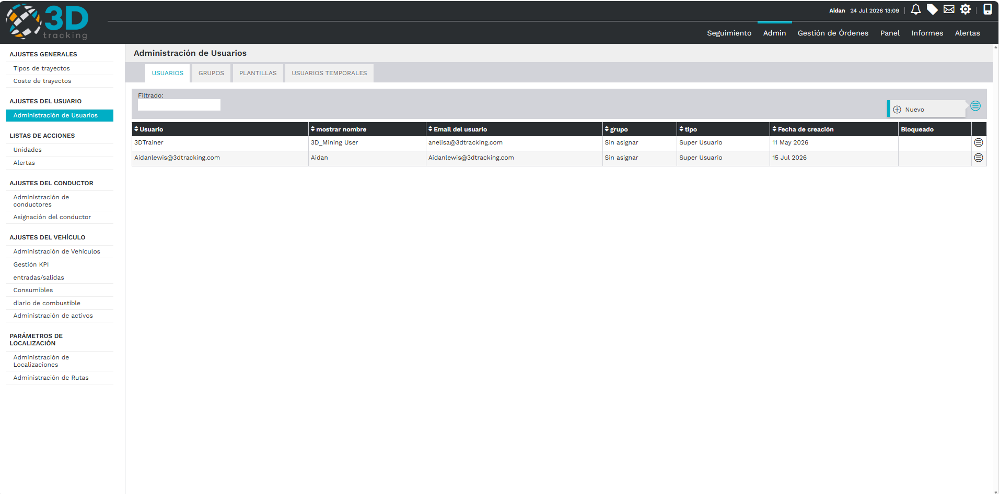 3D
tracking
Aidan 24 Jul 2026 13:09
Seguimiento Admin Gestión de Órdenes Panel Informes Alertas
AJUSTES GENERALES
Tipos de trayectos
Coste de trayectos
AJUSTES DEL USUARIO
Administración de Usuarios
LISTAS DE ACCIONES
Unidades
Alertas
AJUSTES DEL CONDUCTOR
Administración de
conductores
Asignación del conductor
AJUSTES DEL VEHÍCULO
Administración de Vehículos
Gestión KPI
entradas/salidas
Consumibles
diario de combustible
Administración de activos
PARÁMETROS DE
LOCALIZACIÓN
Administración de
Localizaciones
Administración de Rutas
Administración de Usuarios
USUARIOS GRUPOS PLANTILLAS USUARIOS TEMPORALES
Filtrado:
Nuevo
Usuario mostrar nombre Email del usuario grupo tipo Fecha de creación Bloqueado
3DTrainer 3D_Mining User anelisa@3dtracking.com Sin asignar Super Usuario 11 May 2026
Aidanlewis@3dtracking.com Aidan Aidanlewis@3dtracking.com Sin asignar Super Usuario 15 Jul 2026